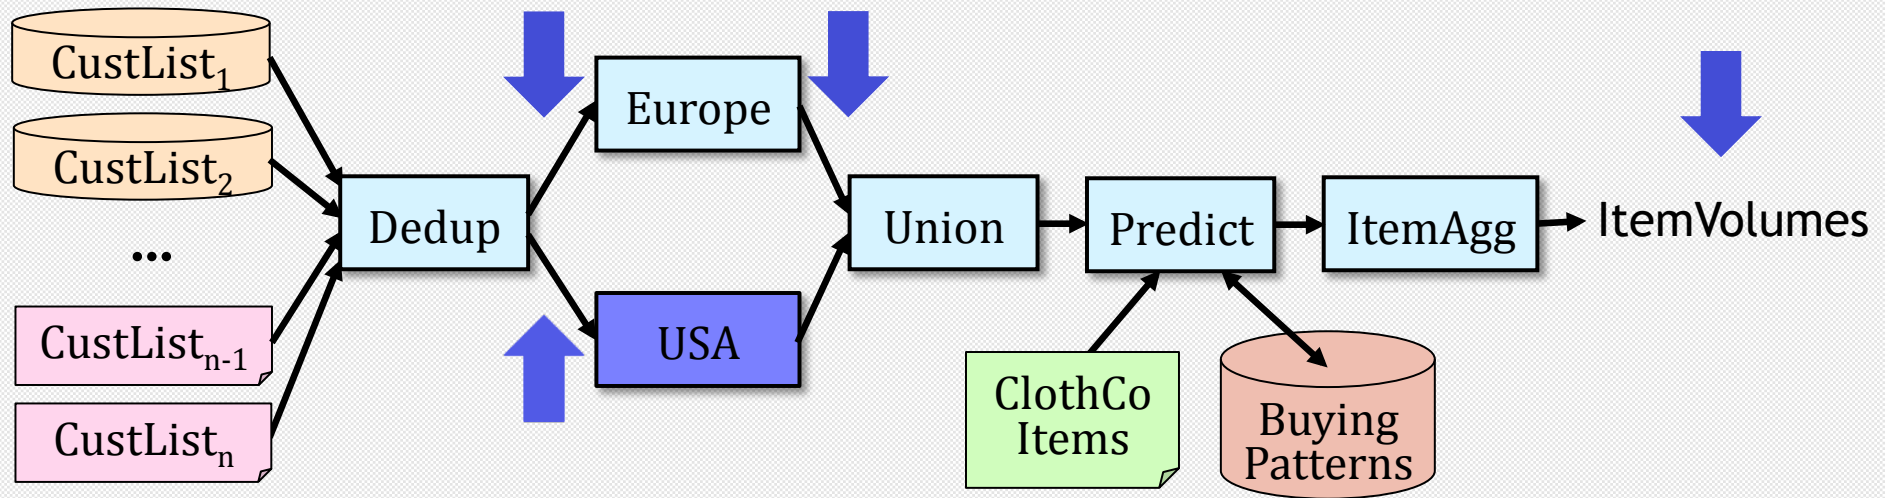 CustList₁
CustList₂
...
CustListₙ₋₁
CustListₙ
Dedup
Europe
USA
Union
Predict
ItemAgg
ItemVolumes
ClothCo
Items
Buying
Patterns